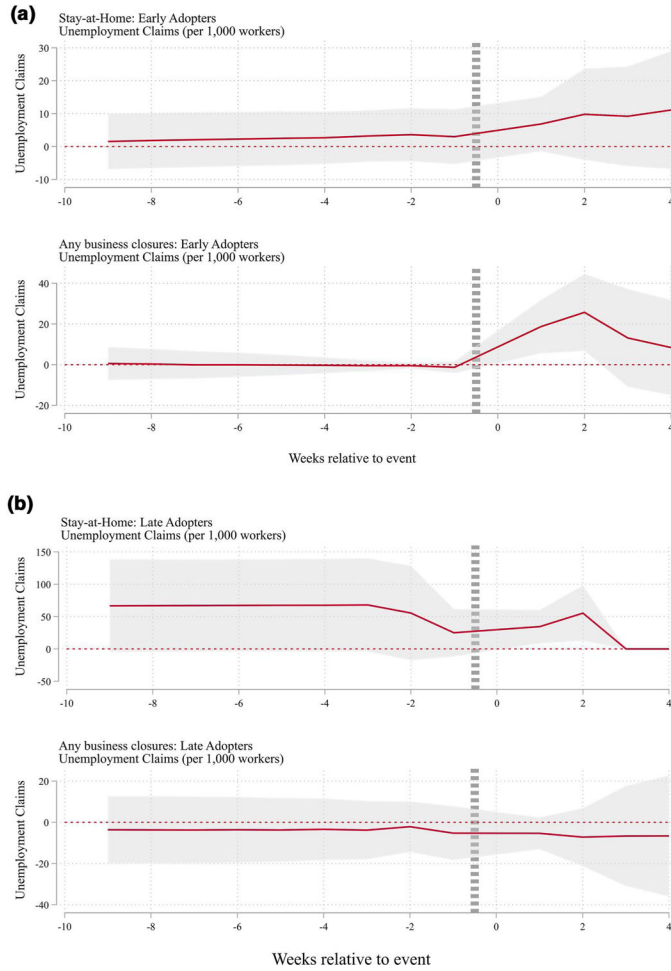 (a)
Stay-at-Home: Early Adopters
Unemployment Claims (per 1,000 workers)
Unemployment Claims
30
20
10
0
-10
-10 -8 -6 -4 -2 0 2 4
Any business closures: Early Adopters
Unemployment Claims (per 1,000 workers)
Unemployment Claims
40
20
0
-20
-10 -8 -6 -4 -2 0 2 4
Weeks relative to event
(b)
Stay-at-Home: Late Adopters
Unemployment Claims (per 1,000 workers)
Unemployment Claims
150
100
50
0
-50
-10 -8 -6 -4 -2 0 2 4
Any business closures: Late Adopters
Unemployment Claims (per 1,000 workers)
Unemployment Claims
20
0
-20
-40
-10 -8 -6 -4 -2 0 2 4
Weeks relative to event